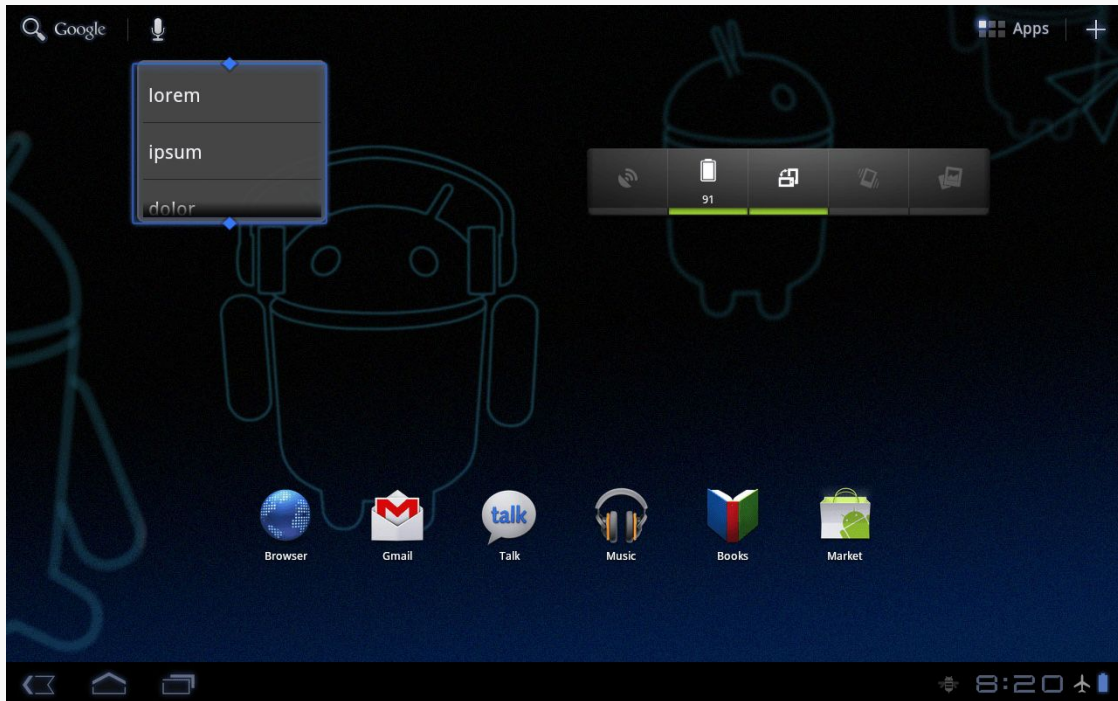 Google
Apps
lorem
ipsum
dolor
91
talk
Browser
Gmail
Talk
Music
Books
Market
8:20